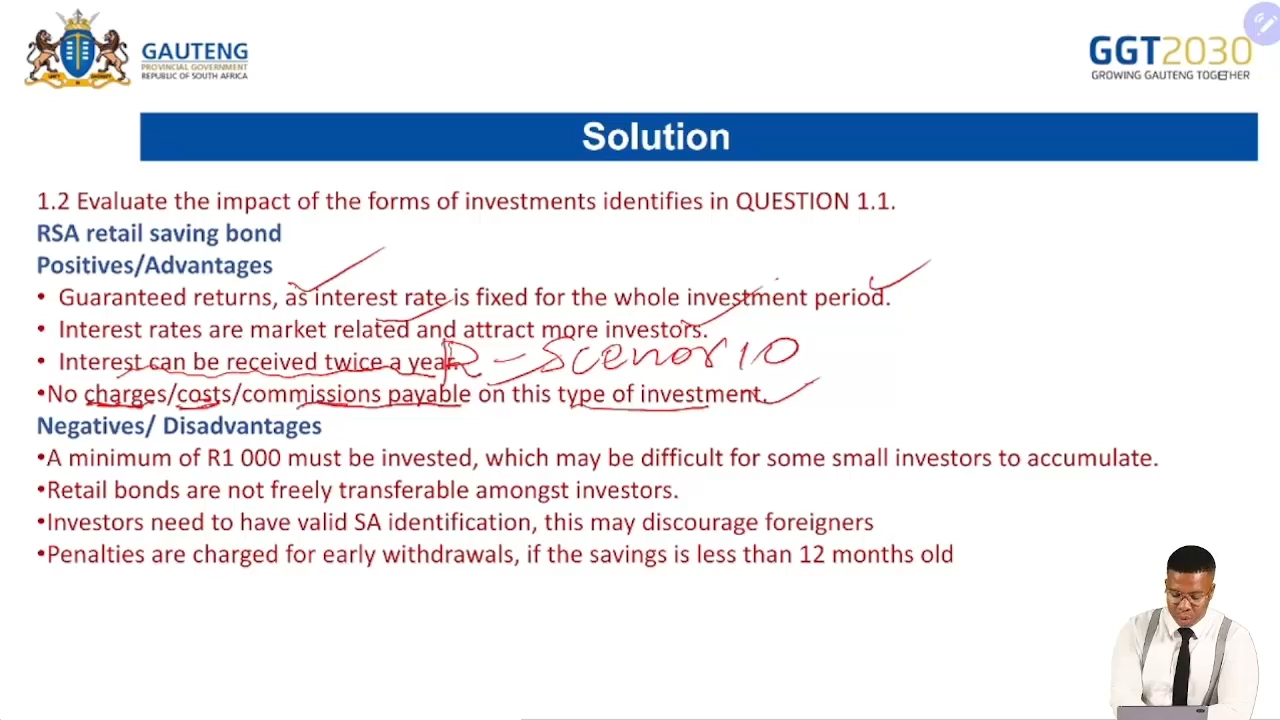 GAUTENG
PROVINCIAL GOVERNMENT
REPUBLIC OF SOUTH AFRICA
GGT2030
GROWING GAUTENG TOGETHER
Solution
1.2 Evaluate the impact of the forms of investments identifies in QUESTION 1.1.
RSA retail saving bond
Positives/Advantages
• Guaranteed returns, as interest rate is fixed for the whole investment period.
• Interest rates are market related and attract more investors.
• Interest can be received twice a year. R - Scenario
•No charges/costs/commissions payable on this type of investment.
Negatives/ Disadvantages
•A minimum of R1 000 must be invested, which may be difficult for some small investors to accumulate.
•Retail bonds are not freely transferable amongst investors.
•Investors need to have valid SA identification, this may discourage foreigners
•Penalties are charged for early withdrawals, if the savings is less than 12 months old